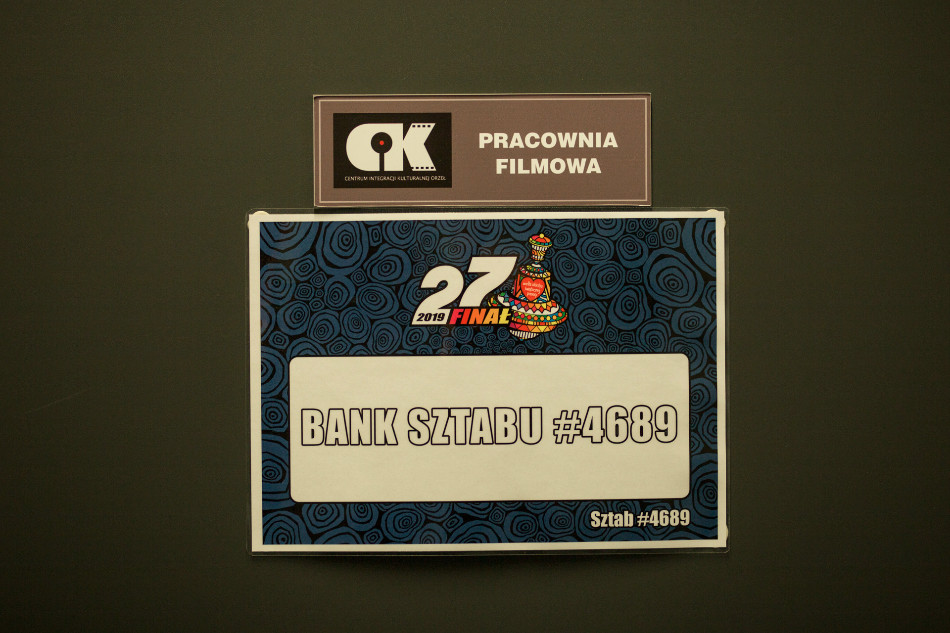 CIK
CENTRUM INTEGRACJI KULTURALNEJ ORZEŁ
PRACOWNIA
FILMOWA
27
2019 FINAŁ
BANK SZTABU #4689
Sztab #4689